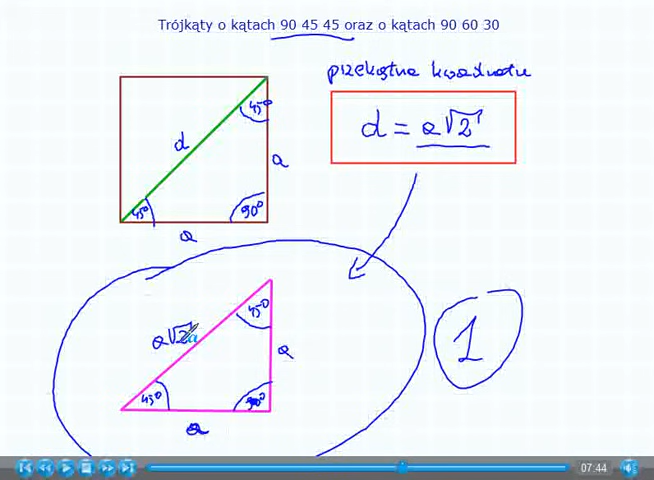 Trójkąty o kątach 90 45 45 oraz o kątach 90 60 30
przekątna kwadratu
d = a√2
45°
d
a
45°
90°
a
45°
a√2
a
45°
90°
a
1
07:44